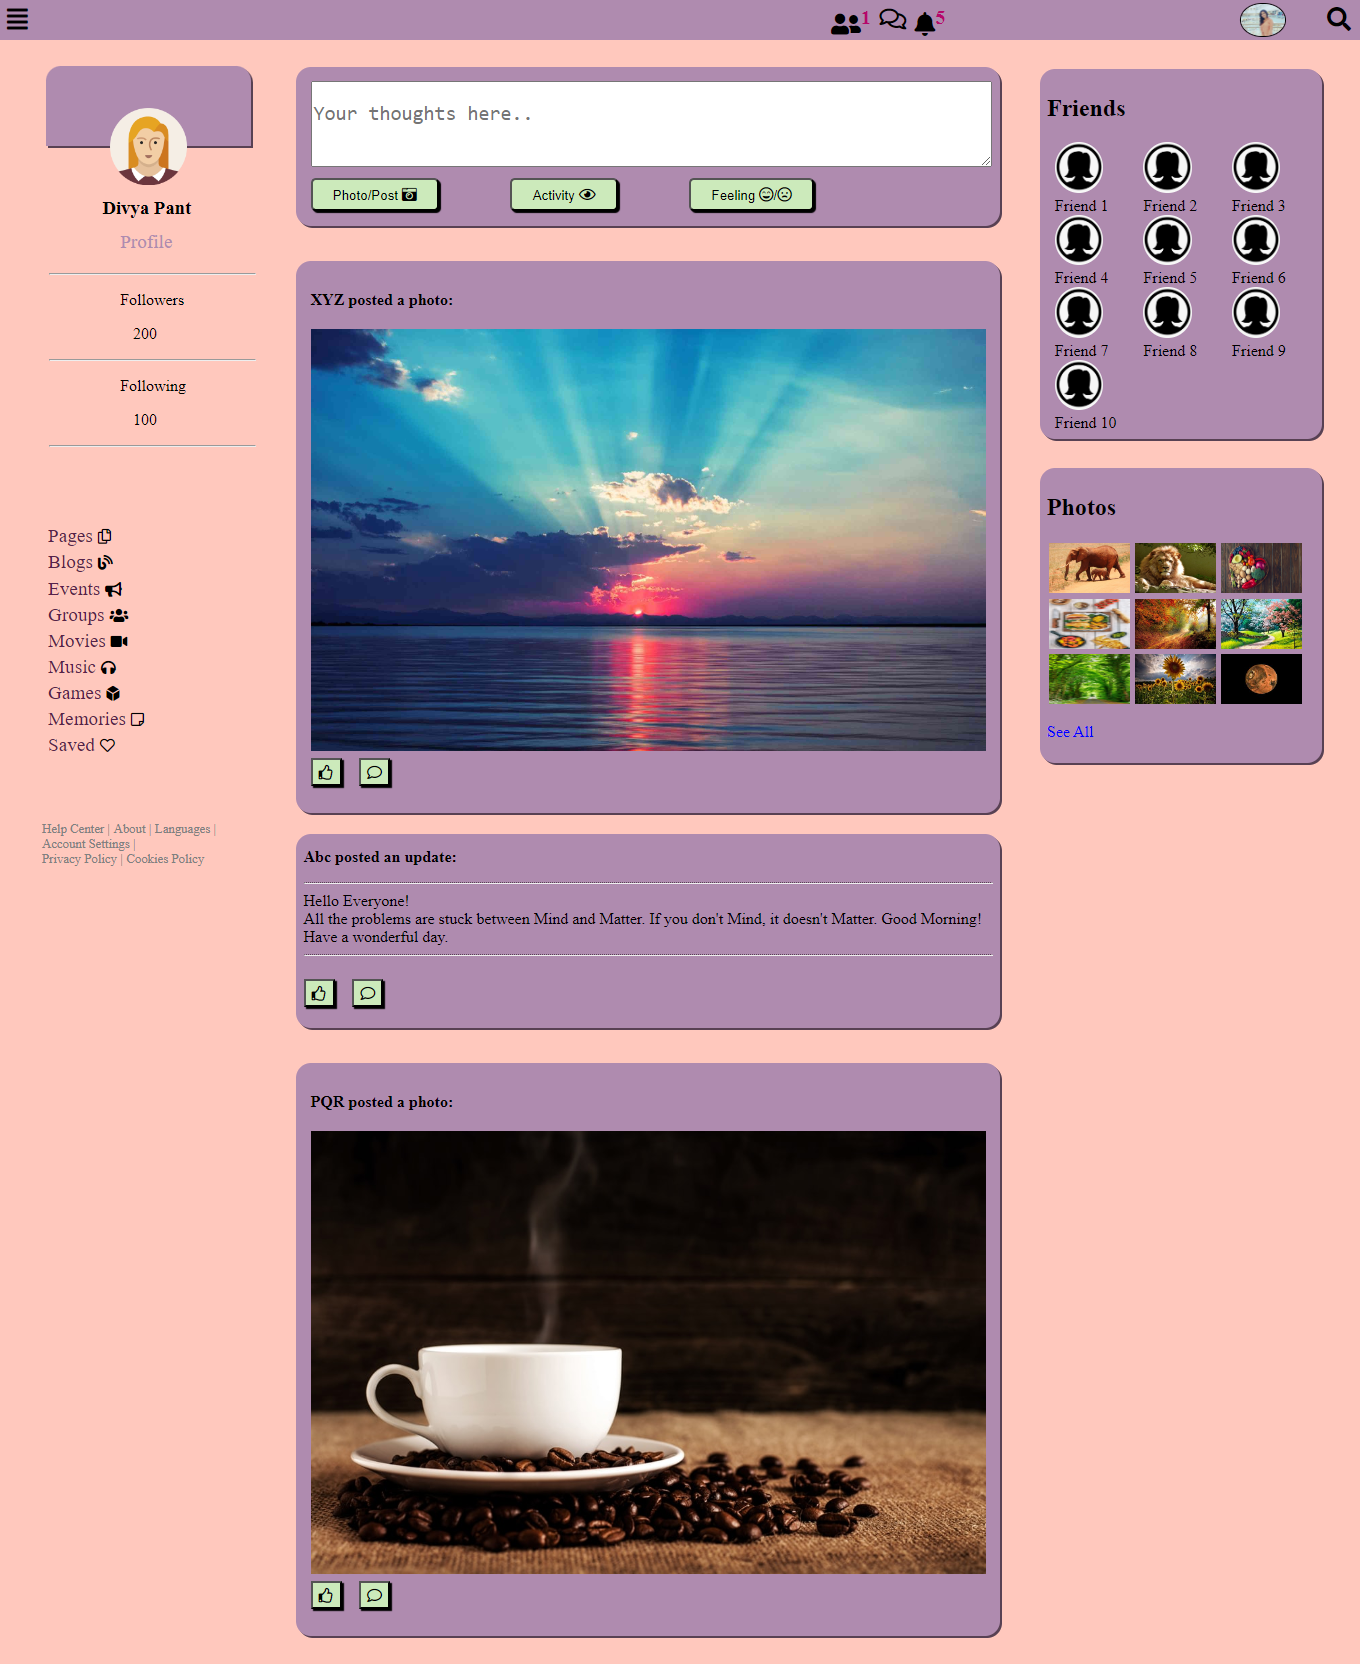 1
5
Divya Pant
Profile
Followers
200
Following
100
Pages
Blogs
Events
Groups
Movies
Music
Games
Memories
Saved
Help Center | About | Languages |
Account Settings |
Privacy Policy | Cookies Policy
Your thoughts here..
Photo/Post
Activity
Feeling /
XYZ posted a photo:
Abc posted an update:
Hello Everyone!
All the problems are stuck between Mind and Matter. If you don't Mind, it doesn't Matter. Good Morning!
Have a wonderful day.
PQR posted a photo:
Friends
Friend 1 Friend 2 Friend 3
Friend 4 Friend 5 Friend 6
Friend 7 Friend 8 Friend 9
Friend 10
Photos
See All